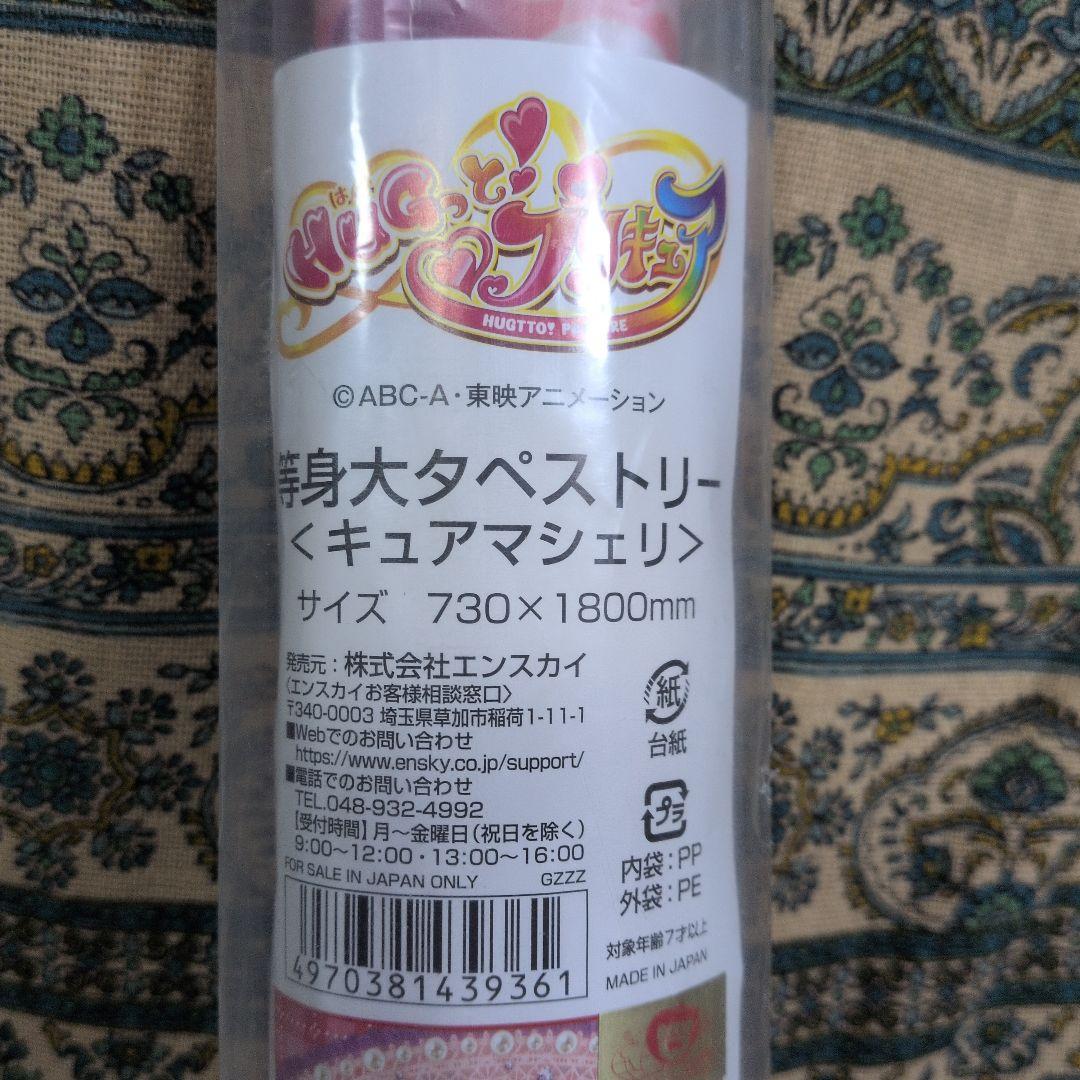 HUGっと!
プリキュア
HUGTTO! PRECURE
©ABC-A・東映アニメーション
等身大タペストリー
〈キュアマシェリ〉
サイズ 730×1800mm
発売元:株式会社エンスカイ
〈エンスカイお客様相談窓口〉
〒340-0003 埼玉県草加市稲荷1-11-1
■Webでのお問い合わせ
https://www.ensky.co.jp/support/
■電話でのお問い合わせ
TEL.048-932-4992
【受付時間】月〜金曜日(祝日を除く)
9:00〜12:00・13:00〜16:00
FOR SALE IN JAPAN ONLY GZZZ
4970381439361
紙
台紙
プラ
内袋:PP
外袋:PE
対象年齢7才以上
MADE IN JAPAN